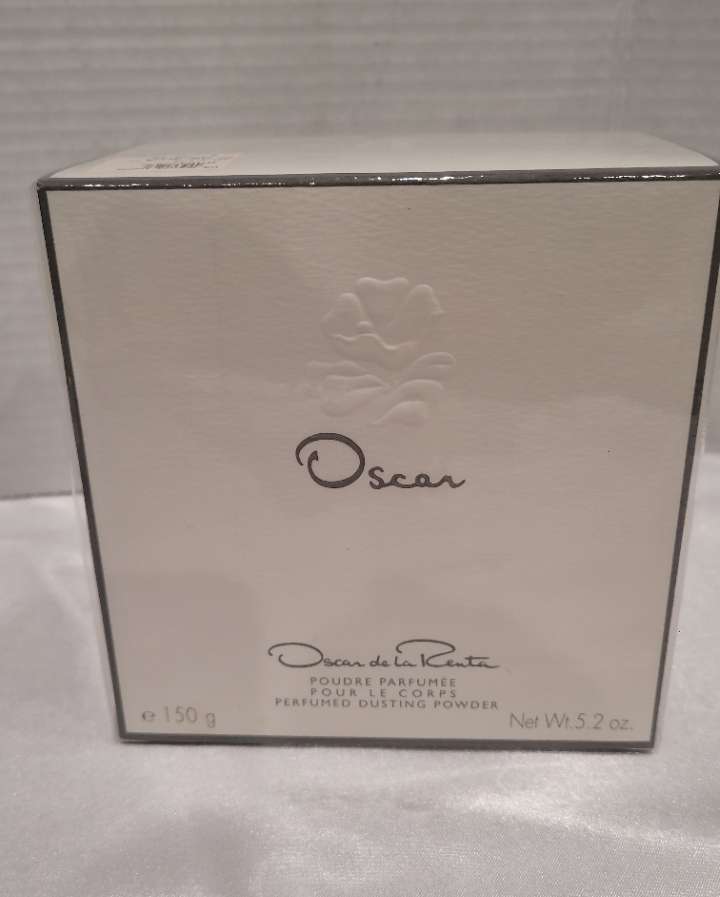 Oscar
Oscar de la Renta
POUDRE PARFUMÉE
POUR LE CORPS
PERFUMED DUSTING POWDER
e 150 g
Net Wt.5.2 oz.